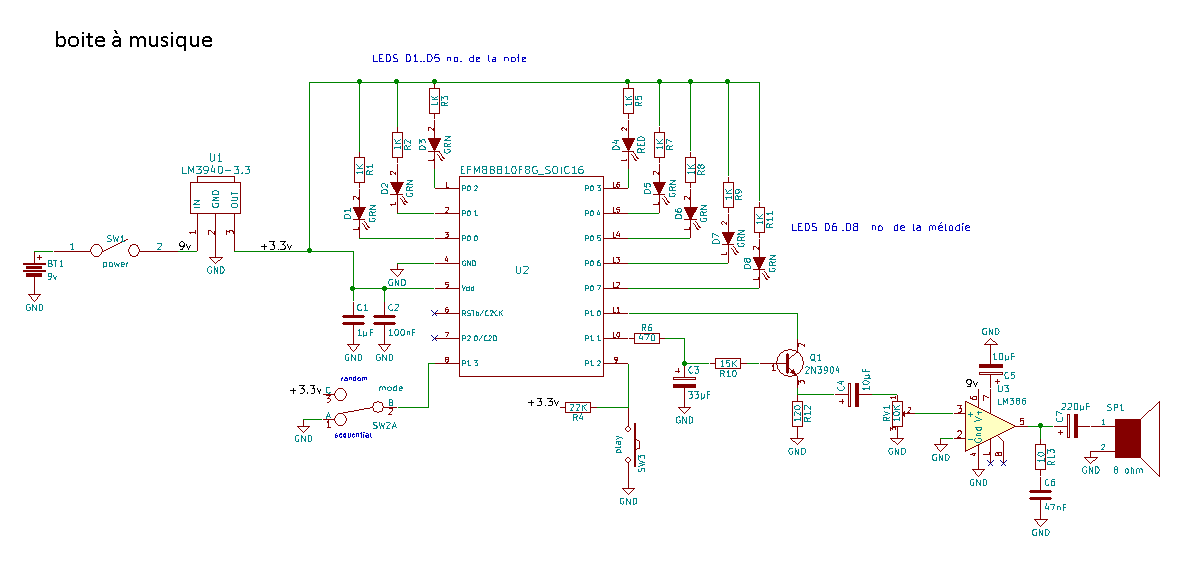 boite à musique
LEDS D1..D5 no. de la note
U1
LM3940-3.3
IN
GND
OUT
1
2
3
GND
BT1
9v
GND
1
SW1
2
power
9v
+3.3v
1K
R1
D1
GRN
1K
R2
D2
GRN
1K
R3
D3
GRN
1K
R5
D4
RED
1K
R7
D5
GRN
1K
R8
D6
GRN
1K
R9
D7
GRN
1K
R11
D8
GRN
LEDS D6..D8 no. de la mélodie
EFM8BB10F8G_SOIC16
U2
1 P0.2
2 P0.1
3 P0.0
4 GND
5 Vdd
6 RSTb/C2CK
7 P2.0/C2D
8 P1.3
P0.3 16
P0.4 15
P0.5 14
P0.6 13
P0.7 12
P1.0 11
P1.1 10
P1.2 9
GND
C1
1µF
GND
C2
100nF
GND
+3.3v
random
mode
C
3
A
1
B
2
SW2A
sequential
GND
+3.3v
22K
R4
play
SW3
GND
R6
470
C3
33µF
GND
15K
R10
Q1
2N3904
1
2
3
120
R12
GND
C4
10µF
RV1
10K
GND
GND
10µF
C5
9v
U3
LM386
3
2
6
7
5
4
1
8
Gnd V+
GND
GND
10
R13
C6
47nF
GND
C7
220µF
SP1
1
2
GND
8 ohm